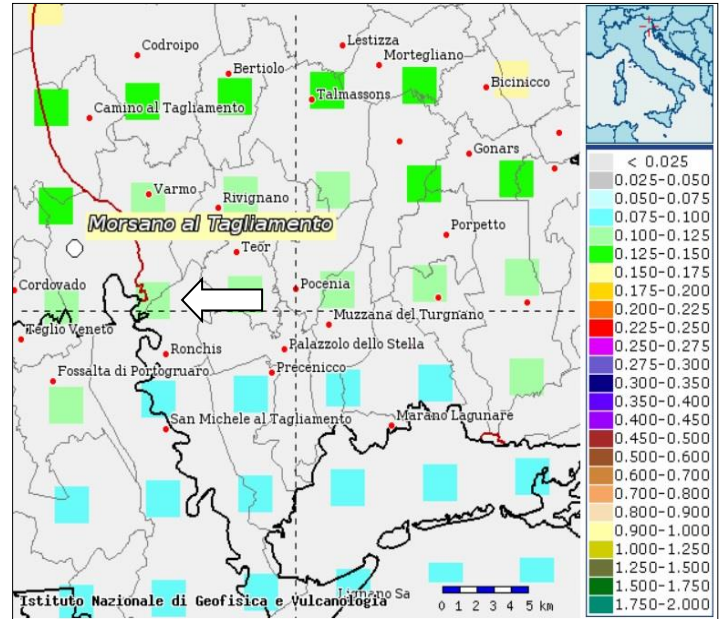 Codroipo
Lestizza
Mortegliano
Bertiolo
Bicinicco
Talmassons
Camino al Tagliamento
Gonars
Varmo
Rivignano
Morsano al Tagliamento
Porpetto
Teor
Cordovado
Pocenia
Teglio Veneto
Muzzana del Turgnano
Ronchis
Palazzolo dello Stella
Fossalta di Portogruaro
Precenicco
San Michele al Tagliamento
Marano Lagunare
Lignano Sa
Istituto Nazionale di Geofisica e Vulcanologia
0 1 2 3 4 5 km
< 0.025
0.025-0.050
0.050-0.075
0.075-0.100
0.100-0.125
0.125-0.150
0.150-0.175
0.175-0.200
0.200-0.225
0.225-0.250
0.250-0.275
0.275-0.300
0.300-0.350
0.350-0.400
0.400-0.450
0.450-0.500
0.500-0.600
0.600-0.700
0.700-0.800
0.800-0.900
0.900-1.000
1.000-1.250
1.250-1.500
1.500-1.750
1.750-2.000